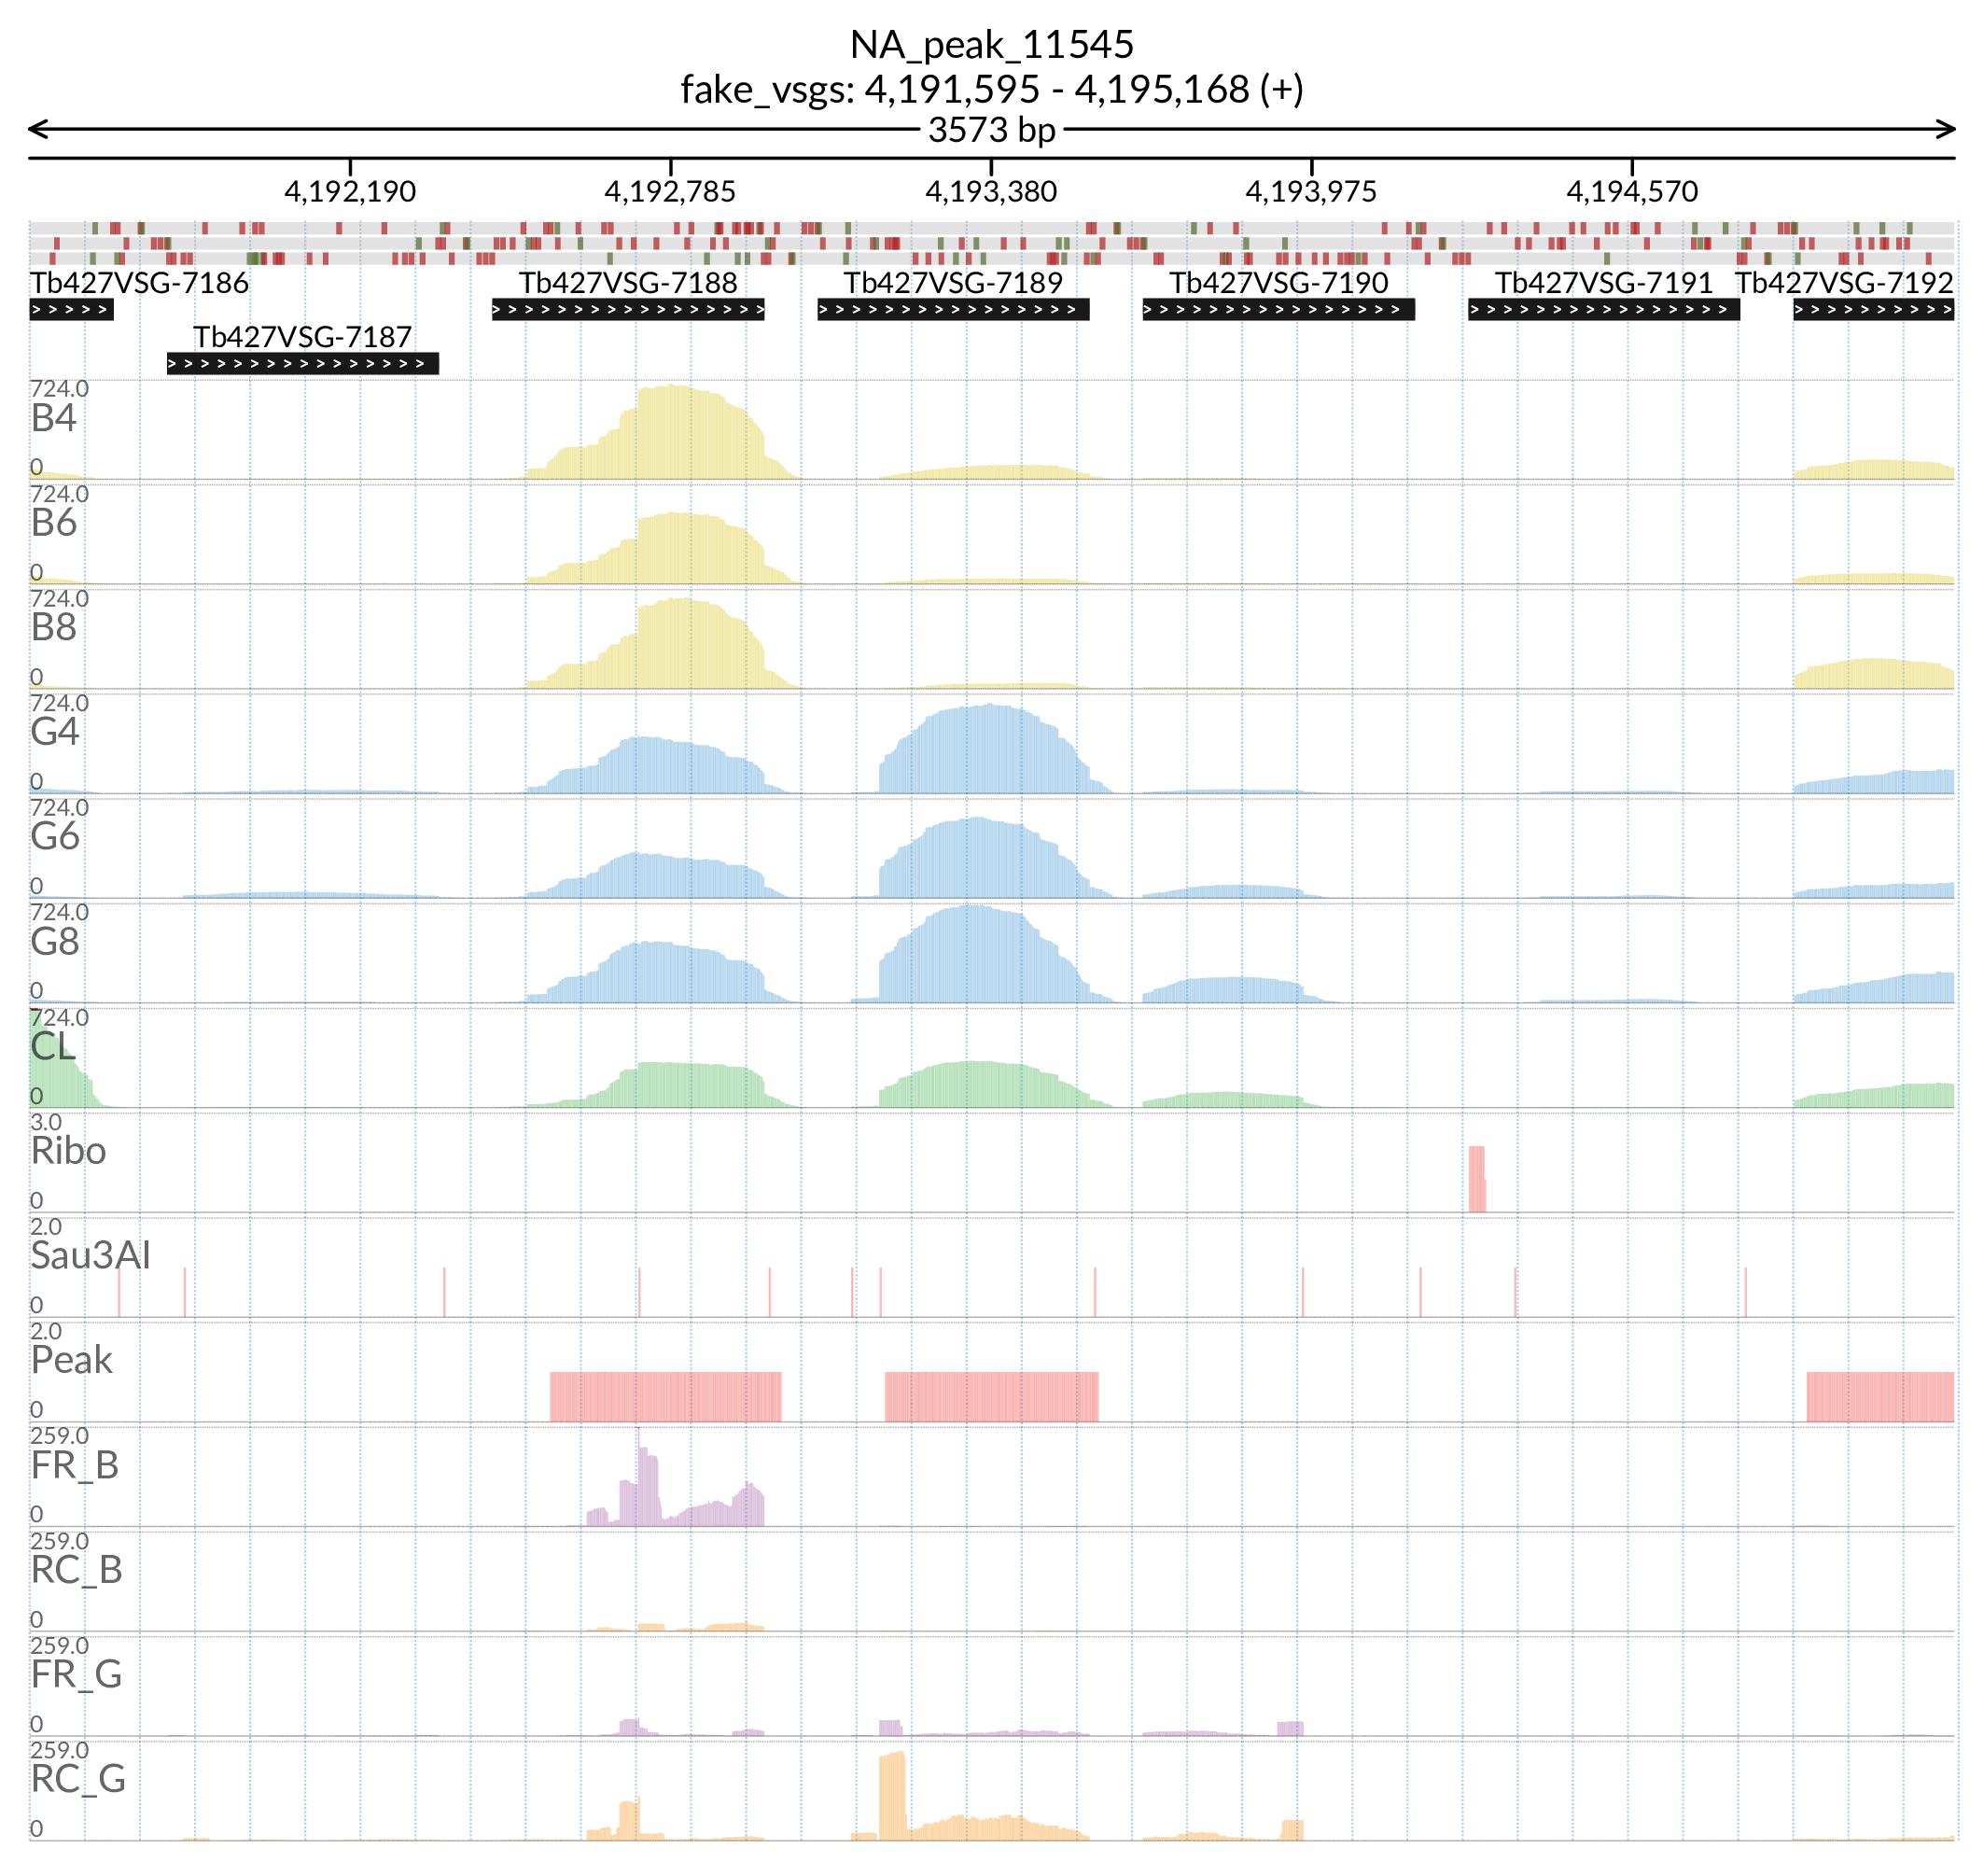 NA_peak_11545
fake_vsgs: 4,191,595 - 4,195,168 (+)
3573 bp
4,192,190 4,192,785 4,193,380 4,193,975 4,194,570
Tb427VSG-7186 Tb427VSG-7188 Tb427VSG-7189 Tb427VSG-7190 Tb427VSG-7191 Tb427VSG-7192
Tb427VSG-7187
724.0
B4
0
724.0
B6
0
724.0
B8
0
724.0
G4
0
724.0
G6
0
724.0
G8
0
724.0
CL
0
3.0
Ribo
0
2.0
Sau3AI
0
2.0
Peak
0
259.0
FR_B
0
259.0
RC_B
0
259.0
FR_G
0
259.0
RC_G
0